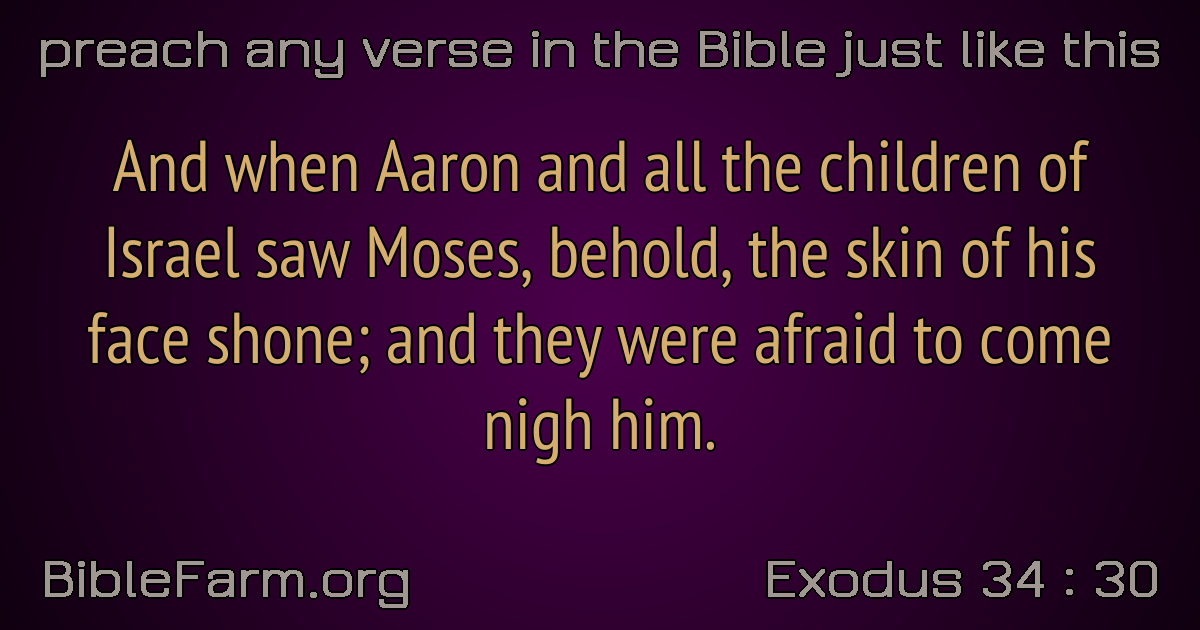 preach any verse in the Bible just like this
And when Aaron and all the children of
Israel saw Moses, behold, the skin of his
face shone; and they were afraid to come
nigh him.
BibleFarm.org
Exodus 34 : 30